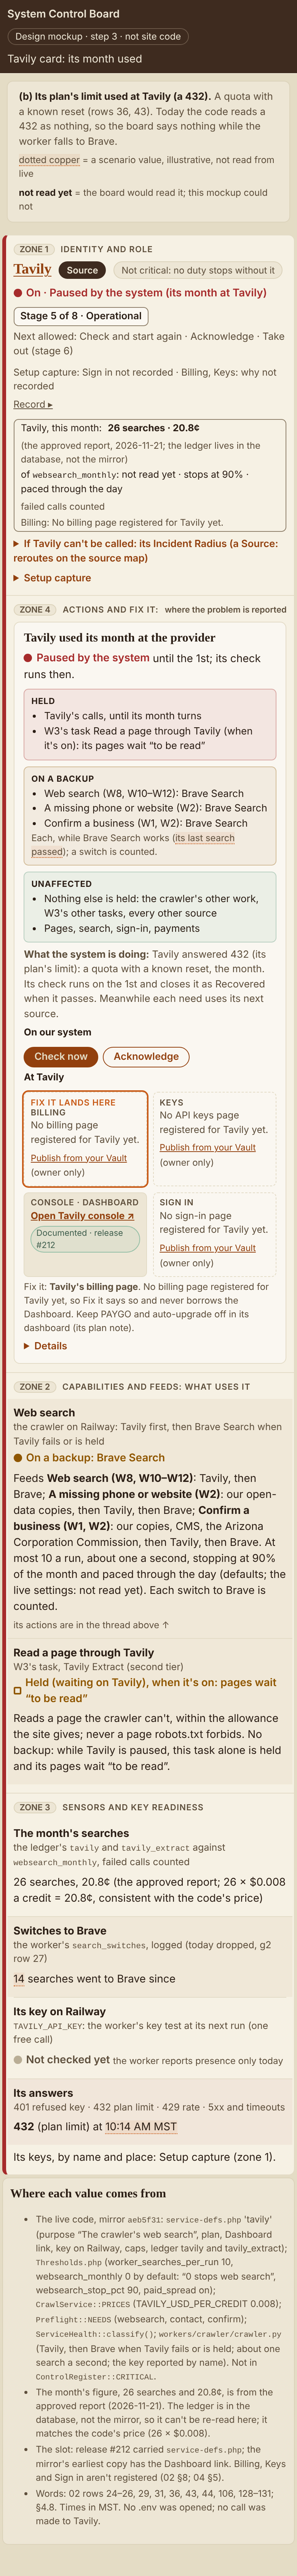 System Control Board
Design mockup · step 3 · not site code
Tavily card: its month used
(b) Its plan's limit used at Tavily (a 432). A quota with
a known reset (rows 36, 43). Today the code reads a
432 as nothing, so the board says nothing while the
worker falls to Brave.
dotted copper = a scenario value, illustrative, not read from
live
not read yet = the board would read it; this mockup could
not
ZONE 1 IDENTITY AND ROLE
Tavily Source Not critical: no duty stops without it
On · Paused by the system (its month at Tavily)
Stage 5 of 8 · Operational
Next allowed: Check and start again · Acknowledge · Take
out (stage 6)
Setup capture: Sign in not recorded · Billing, Keys: why not
recorded
Record ▸
Tavily, this month: 26 searches · 20.8¢
(the approved report, 2026-11-21; the ledger lives in the
database, not the mirror)
of websearch_monthly: not read yet · stops at 90% ·
paced through the day
failed calls counted
Billing: No billing page registered for Tavily yet.
▸ If Tavily can't be called: its Incident Radius (a Source:
reroutes on the source map)
▸ Setup capture
ZONE 4 ACTIONS AND FIX IT: where the problem is reported
Tavily used its month at the provider
Paused by the system until the 1st; its check
runs then.
HELD
• Tavily's calls, until its month turns
• W3's task Read a page through Tavily (when
it's on): its pages wait “to be read”
ON A BACKUP
• Web search (W8, W10–W12): Brave Search
• A missing phone or website (W2): Brave Search
• Confirm a business (W1, W2): Brave Search
Each, while Brave Search works (its last search
passed); a switch is counted.
UNAFFECTED
• Nothing else is held: the crawler's other work,
W3's other tasks, every other source
• Pages, search, sign-in, payments
What the system is doing: Tavily answered 432 (its
plan's limit): a quota with a known reset, the month.
Its check runs on the 1st and closes it as Recovered
when it passes. Meanwhile each need uses its next
source.
On our system
Check now Acknowledge
At Tavily
FIX IT LANDS HERE
BILLING
No billing page
registered for Tavily yet.
Publish from your Vault
(owner only)
KEYS
No API keys page
registered for Tavily yet.
Publish from your Vault
(owner only)
CONSOLE · DASHBOARD
Open Tavily console ↗
Documented · release
#212
SIGN IN
No sign-in page
registered for Tavily yet.
Publish from your Vault
(owner only)
Fix it: Tavily's billing page. No billing page registered for
Tavily yet, so Fix it says so and never borrows the
Dashboard. Keep PAYGO and auto-upgrade off in its
dashboard (its plan note).
▸ Details
ZONE 2 CAPABILITIES AND FEEDS: WHAT USES IT
Web search
the crawler on Railway: Tavily first, then Brave Search when
Tavily fails or is held
On a backup: Brave Search
Feeds Web search (W8, W10–W12): Tavily, then
Brave; A missing phone or website (W2): our open-
data copies, then Tavily, then Brave; Confirm a
business (W1, W2): our copies, CMS, the Arizona
Corporation Commission, then Tavily, then Brave. At
most 10 a run, about one a second, stopping at 90%
of the month and paced through the day (defaults; the
live settings: not read yet). Each switch to Brave is
counted.
its actions are in the thread above ↑
Read a page through Tavily
W3's task, Tavily Extract (second tier)
Held (waiting on Tavily), when it's on: pages wait
“to be read”
Reads a page the crawler can't, within the allowance
the site gives; never a page robots.txt forbids. No
backup: while Tavily is paused, this task alone is held
and its pages wait “to be read”.
ZONE 3 SENSORS AND KEY READINESS
The month's searches
the ledger's tavily and tavily_extract against
websearch_monthly, failed calls counted
26 searches, 20.8¢ (the approved report; 26 × $0.008
a credit = 20.8¢, consistent with the code's price)
Switches to Brave
the worker's search_switches, logged (today dropped, g2
row 27)
14 searches went to Brave since
Its key on Railway
TAVILY_API_KEY: the worker's key test at its next run (one
free call)
Not checked yet the worker reports presence only today
Its answers
401 refused key · 432 plan limit · 429 rate · 5xx and timeouts
432 (plan limit) at 10:14 AM MST
Its keys, by name and place: Setup capture (zone 1).
Where each value comes from
• The live code, mirror aeb5f31: service-defs.php 'tavily'
(purpose “The crawler's web search”, plan, Dashboard
link, key on Railway, caps, ledger tavily and tavily_extract);
Thresholds.php (worker_searches_per_run 10,
websearch_monthly 0 by default: “0 stops web search”,
websearch_stop_pct 90, paid_spread on);
CrawlService::PRICES (TAVILY_USD_PER_CREDIT 0.008);
Preflight::NEEDS (websearch, contact, confirm);
ServiceHealth::classify(); workers/crawler/crawler.py
(Tavily, then Brave when Tavily fails or is held; about one
search a second; the key reported by name). Not in
ControlRegister::CRITICAL.
• The month's figure, 26 searches and 20.8¢, is from the
approved report (2026-11-21). The ledger is in the
database, not the mirror, so it can't be re-read here; it
matches the code's price (26 × $0.008).
• The slot: release #212 carried service-defs.php; the
mirror's earliest copy has the Dashboard link. Billing, Keys
and Sign in aren't registered (02 §8; 04 §5).
• Words: 02 rows 24–26, 29, 31, 36, 43, 44, 106, 128–131;
§4.8. Times in MST. No .env was opened; no call was
made to Tavily.